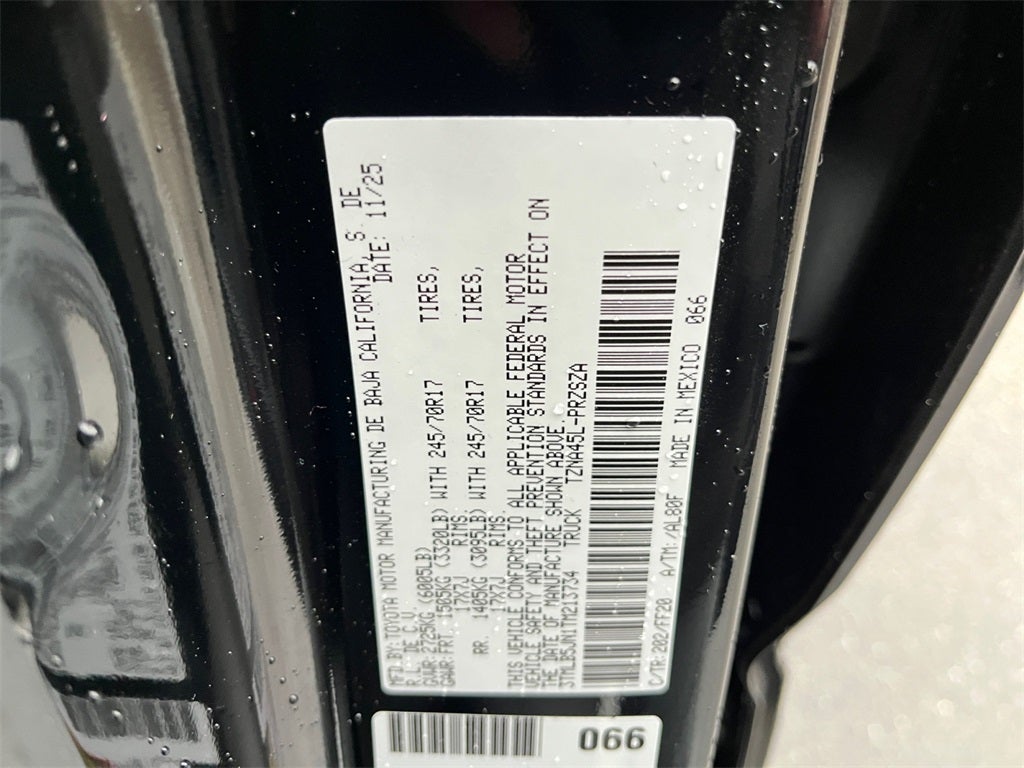 MFD.BY:TOYOTA MOTOR MANUFACTURING DE BAJA CALIFORNIA, S. DE
R.L. DE C.V. DATE: 11/25
GVWR: 2725KG (6005LB)
GAWR:FRT. 1505KG (3320LB) WITH 245/70R17 TIRES,
17X7J RIMS,
RR. 1405KG (3095LB) WITH 245/70R17 TIRES,
17X7J RIMS
THIS VEHICLE CONFORMS TO ALL APPLICABLE FEDERAL MOTOR
VEHICLE SAFETY AND THEFT PREVENTION STANDARDS IN EFFECT ON
THE DATE OF MANUFACTURE SHOWN ABOVE.
3TMLB5JN1TM213734 TRUCK TZNA45L-PRZSZA
C/TR:202/FF20 A/TM:/AL80F MADE IN MEXICO 066
066